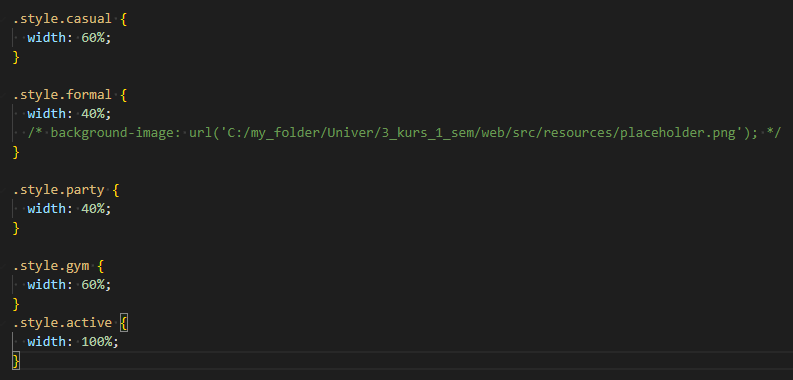 .style.casual {
  width: 60%;
}
.style.formal {
  width: 40%;
  /* background-image: url('C:/my_folder/Univer/3_kurs_1_sem/web/src/resources/placeholder.png'); */
}
.style.party {
  width: 40%;
}
.style.gym {
  width: 60%;
}
.style.active {
  width: 100%;
}